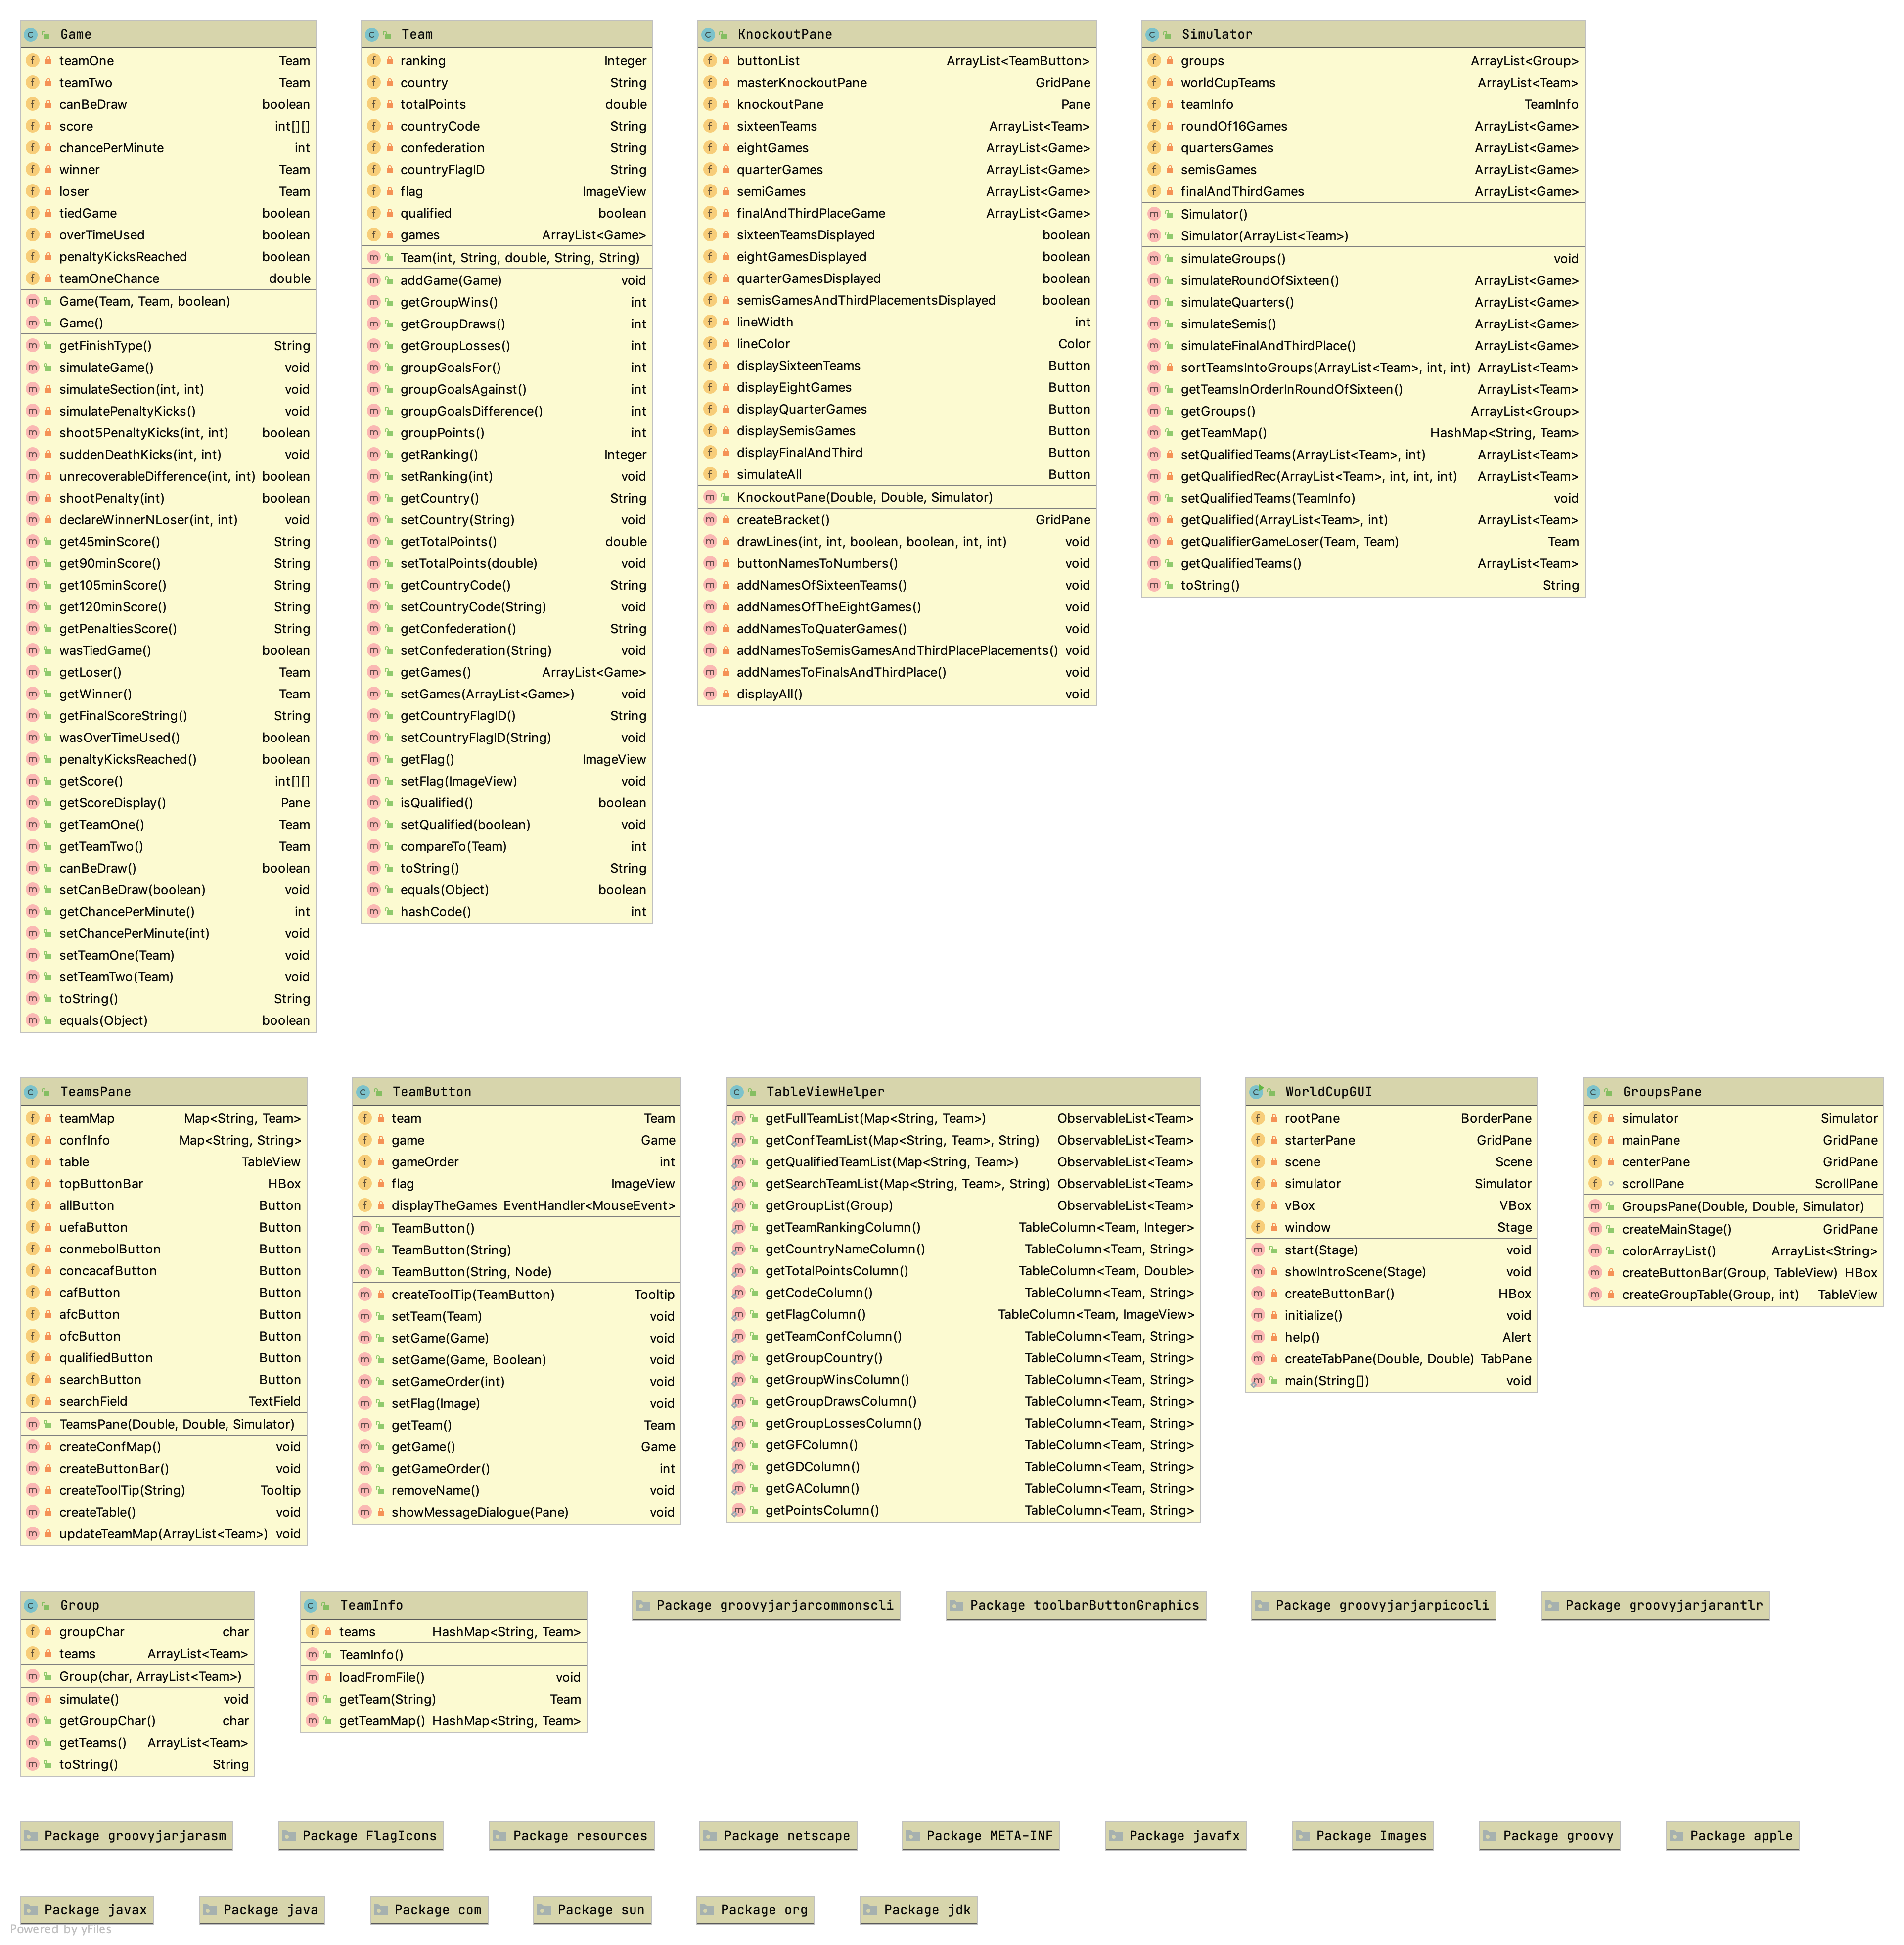 Game
teamOne Team
teamTwo Team
canBeDraw boolean
score int[][]
chancePerMinute int
winner Team
loser Team
tiedGame boolean
overTimeUsed boolean
penaltyKicksReached boolean
teamOneChance double
Game(Team, Team, boolean)
Game()
getFinishType() String
simulateGame() void
simulateSection(int, int) void
simulatePenaltyKicks() void
shoot5PenaltyKicks(int, int) boolean
suddenDeathKicks(int, int) void
unrecoverableDifference(int, int) boolean
shootPenalty(int) boolean
declareWinnerNLoser(int, int) void
get45minScore() String
get90minScore() String
get105minScore() String
get120minScore() String
getPenaltiesScore() String
wasTiedGame() boolean
getLoser() Team
getWinner() Team
getFinalScoreString() String
wasOverTimeUsed() boolean
penaltyKicksReached() boolean
getScore() int[][]
getScoreDisplay() Pane
getTeamOne() Team
getTeamTwo() Team
canBeDraw() boolean
setCanBeDraw(boolean) void
getChancePerMinute() int
setChancePerMinute(int) void
setTeamOne(Team) void
setTeamTwo(Team) void
toString() String
equals(Object) boolean
Team
ranking Integer
country String
totalPoints double
countryCode String
confederation String
countryFlagID String
flag ImageView
qualified boolean
games ArrayList<Game>
Team(int, String, double, String, String)
addGame(Game) void
getGroupWins() int
getGroupDraws() int
getGroupLosses() int
groupGoalsFor() int
groupGoalsAgainst() int
groupGoalsDifference() int
groupPoints() int
getRanking() Integer
setRanking(int) void
getCountry() String
setCountry(String) void
getTotalPoints() double
setTotalPoints(double) void
getCountryCode() String
setCountryCode(String) void
getConfederation() String
setConfederation(String) void
getGames() ArrayList<Game>
setGames(ArrayList<Game>) void
getCountryFlagID() String
setCountryFlagID(String) void
getFlag() ImageView
setFlag(ImageView) void
isQualified() boolean
setQualified(boolean) void
compareTo(Team) int
toString() String
equals(Object) boolean
hashCode() int
KnockoutPane
buttonList ArrayList<TeamButton>
masterKnockoutPane GridPane
knockoutPane Pane
sixteenTeams ArrayList<Team>
eightGames ArrayList<Game>
quarterGames ArrayList<Game>
semiGames ArrayList<Game>
finalAndThirdPlaceGame ArrayList<Game>
sixteenTeamsDisplayed boolean
eightGamesDisplayed boolean
quarterGamesDisplayed boolean
semisGamesAndThirdPlacementsDisplayed boolean
lineWidth int
lineColor Color
displaySixteenTeams Button
displayEightGames Button
displayQuarterGames Button
displaySemisGames Button
displayFinalAndThird Button
simulateAll Button
KnockoutPane(Double, Double, Simulator)
createBracket() GridPane
drawLines(int, int, boolean, boolean, int, int) void
buttonNamesToNumbers() void
addNamesOfSixteenTeams() void
addNamesOfTheEightGames() void
addNamesToQuaterGames() void
addNamesToSemisGamesAndThirdPlacePlacements() void
addNamesToFinalsAndThirdPlace() void
displayAll() void
Simulator
groups ArrayList<Group>
worldCupTeams ArrayList<Team>
teamInfo TeamInfo
roundOf16Games ArrayList<Game>
quartersGames ArrayList<Game>
semisGames ArrayList<Game>
finalAndThirdGames ArrayList<Game>
Simulator()
Simulator(ArrayList<Team>)
simulateGroups() void
simulateRoundOfSixteen() ArrayList<Game>
simulateQuarters() ArrayList<Game>
simulateSemis() ArrayList<Game>
simulateFinalAndThirdPlace() ArrayList<Game>
sortTeamsIntoGroups(ArrayList<Team>, int, int) ArrayList<Team>
getTeamsInOrderInRoundOfSixteen() ArrayList<Team>
getGroups() ArrayList<Group>
getTeamMap() HashMap<String, Team>
setQualifiedTeams(ArrayList<Team>, int) ArrayList<Team>
getQualifiedRec(ArrayList<Team>, int, int, int) ArrayList<Team>
setQualifiedTeams(TeamInfo) void
getQualified(ArrayList<Team>, int) ArrayList<Team>
getQualifierGameLoser(Team, Team) Team
getQualifiedTeams() ArrayList<Team>
toString() String
TeamsPane
teamMap Map<String, Team>
confInfo Map<String, String>
table TableView
topButtonBar HBox
allButton Button
uefaButton Button
conmebolButton Button
concacafButton Button
cafButton Button
afcButton Button
ofcButton Button
qualifiedButton Button
searchButton Button
searchField TextField
TeamsPane(Double, Double, Simulator)
createConfMap() void
createButtonBar() void
createToolTip(String) Tooltip
createTable() void
updateTeamMap(ArrayList<Team>) void
TeamButton
team Team
game Game
gameOrder int
flag ImageView
displayTheGames EventHandler<MouseEvent>
TeamButton()
TeamButton(String)
TeamButton(String, Node)
createToolTip(TeamButton) Tooltip
setTeam(Team) void
setGame(Game) void
setGame(Game, Boolean) void
setGameOrder(int) void
setFlag(Image) void
getTeam() Team
getGame() Game
getGameOrder() int
removeName() void
showMessageDialogue(Pane) void
TableViewHelper
getFullTeamList(Map<String, Team>) ObservableList<Team>
getConfTeamList(Map<String, Team>, String) ObservableList<Team>
getQualifiedTeamList(Map<String, Team>) ObservableList<Team>
getSearchTeamList(Map<String, Team>, String) ObservableList<Team>
getGroupList(Group) ObservableList<Team>
getTeamRankingColumn() TableColumn<Team, Integer>
getCountryNameColumn() TableColumn<Team, String>
getTotalPointsColumn() TableColumn<Team, Double>
getCodeColumn() TableColumn<Team, String>
getFlagColumn() TableColumn<Team, ImageView>
getTeamConfColumn() TableColumn<Team, String>
getGroupCountry() TableColumn<Team, String>
getGroupWinsColumn() TableColumn<Team, String>
getGroupDrawsColumn() TableColumn<Team, String>
getGroupLossesColumn() TableColumn<Team, String>
getGFColumn() TableColumn<Team, String>
getGDColumn() TableColumn<Team, String>
getGAColumn() TableColumn<Team, String>
getPointsColumn() TableColumn<Team, String>
WorldCupGUI
rootPane BorderPane
starterPane GridPane
scene Scene
simulator Simulator
vBox VBox
window Stage
start(Stage) void
showIntroScene(Stage) void
createButtonBar() HBox
initialize() void
help() Alert
createTabPane(Double, Double) TabPane
main(String[]) void
GroupsPane
simulator Simulator
mainPane GridPane
centerPane GridPane
scrollPane ScrollPane
GroupsPane(Double, Double, Simulator)
createMainStage() GridPane
colorArrayList() ArrayList<String>
createButtonBar(Group, TableView) HBox
createGroupTable(Group, int) TableView
Group
groupChar char
teams ArrayList<Team>
Group(char, ArrayList<Team>)
simulate() void
getGroupChar() char
getTeams() ArrayList<Team>
toString() String
TeamInfo
teams HashMap<String, Team>
TeamInfo()
loadFromFile() void
getTeam(String) Team
getTeamMap() HashMap<String, Team>
Package groovyjarjarcommonscli
Package toolbarButtonGraphics
Package groovyjarjarpicocli
Package groovyjarjarantlr
Package groovyjarjarasm
Package FlagIcons
Package resources
Package netscape
Package META-INF
Package javafx
Package Images
Package groovy
Package apple
Package javax
Package java
Package com
Package sun
Package org
Package jdk
Powered by yFiles